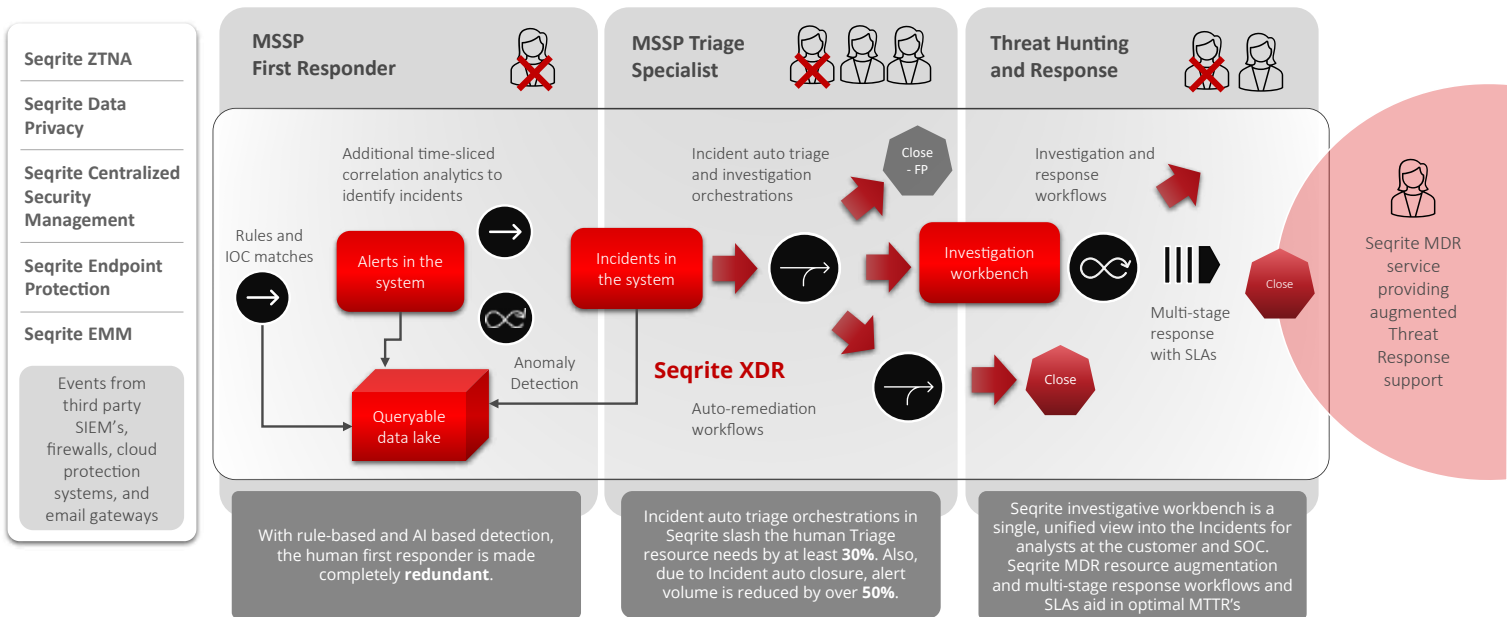 Seqrite ZTNA
Seqrite Data
Privacy
Seqrite Centralized
Security
Management
Seqrite Endpoint
Protection
Seqrite EMM
Events from
third party
SIEM's,
firewalls, cloud
protection
systems, and
email gateways
MSSP
First Responder
Additional time-sliced
correlation analytics to
identify incidents
Rules and
IOC matches
Alerts in the
system
Anomaly
Detection
Queryable
data lake
With rule-based and AI based detection,
the human first responder is made
completely redundant.
MSSP Triage
Specialist
Incident auto triage
and investigation
orchestrations
Close
- FP
Incidents in
the system
Seqrite XDR
Auto-remediation
workflows
Incident auto triage orchestrations in
Seqrite slash the human Triage
resource needs by at least 30%. Also,
due to Incident auto closure, alert
volume is reduced by over 50%.
Threat Hunting
and Response
Investigation and
response
workflows
Investigation
workbench
Multi-stage
response
with SLAs
Close
Close
Seqrite investigative workbench is a
single, unified view into the Incidents for
analysts at the customer and SOC.
Seqrite MDR resource augmentation
and multi-stage response workflows and
SLAs aid in optimal MTTR's
Seqrite MDR
service
providing
augmented
Threat
Response
support